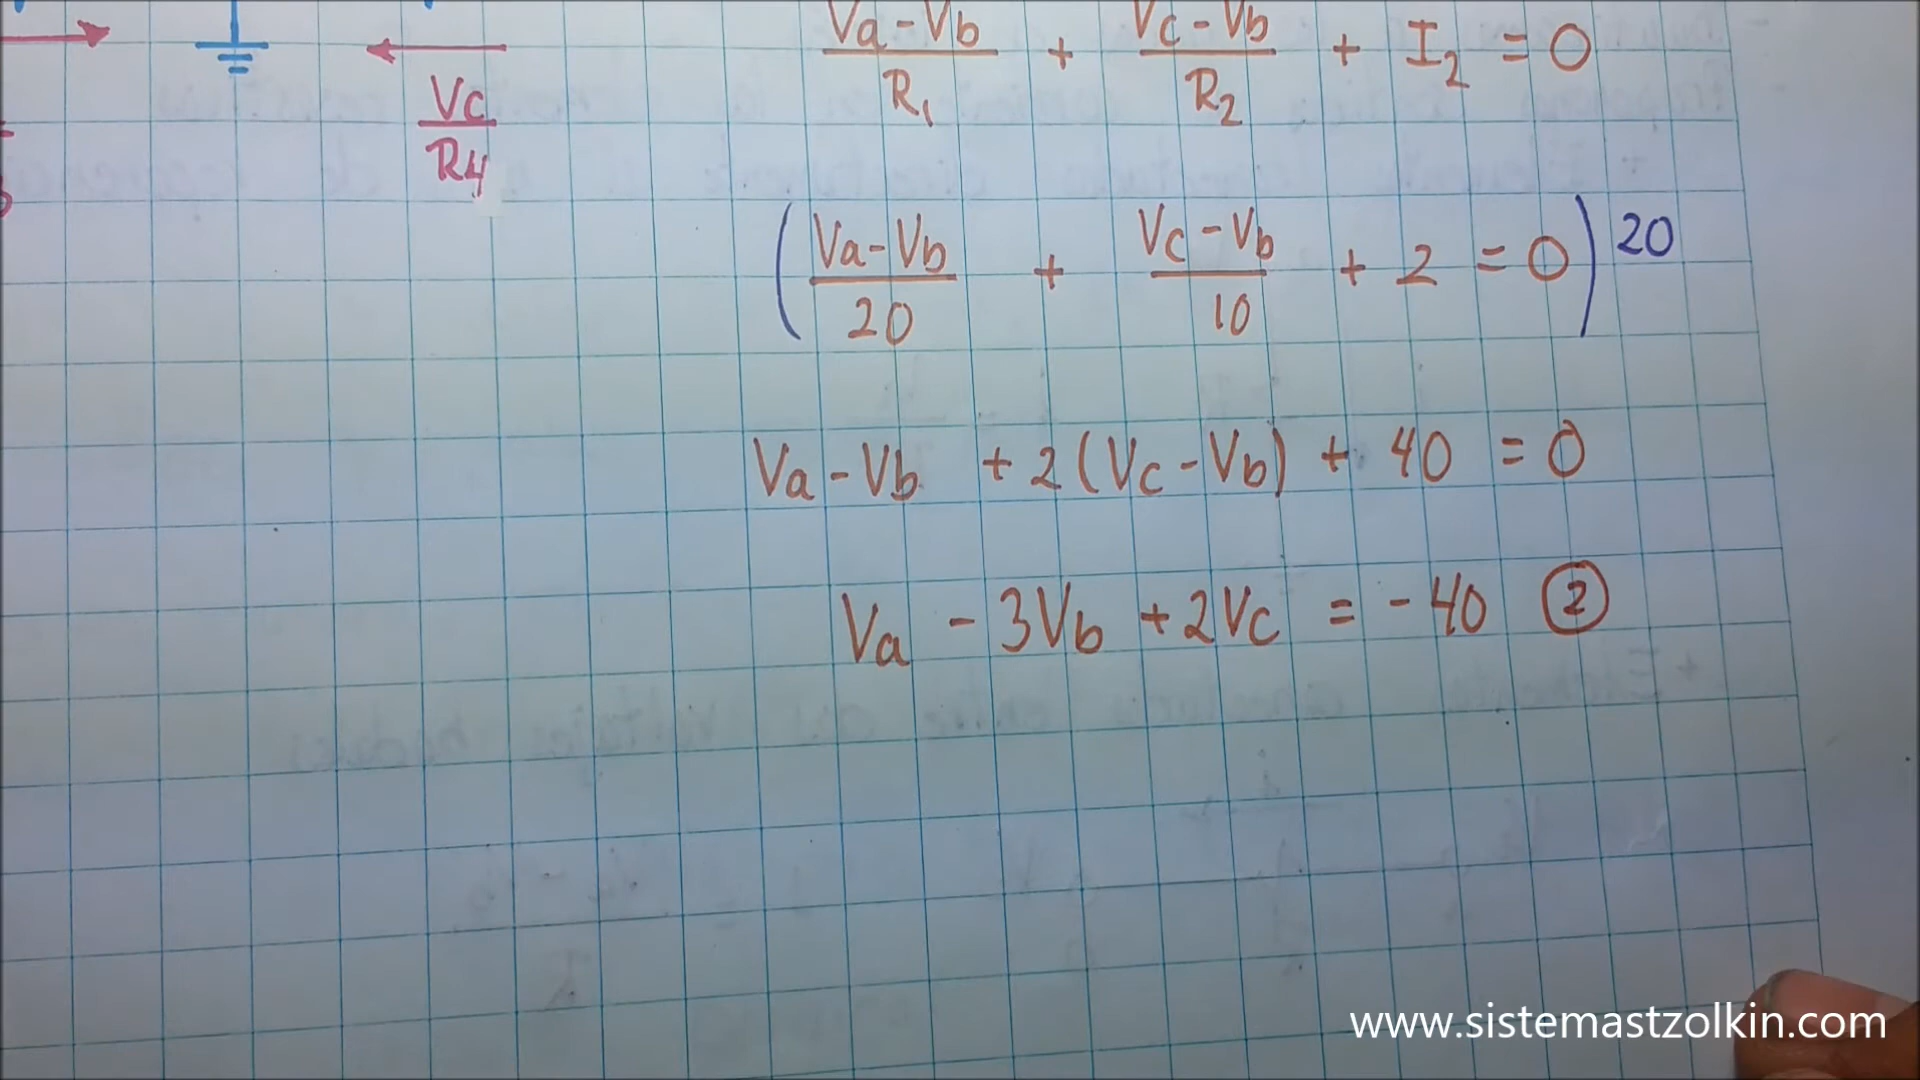 (Va - Vb)/R1 + (Vc - Vb)/R2 + I2 = 0
Vc/R4
((Va - Vb)/20 + (Vc - Vb)/10 + 2 = 0) 20
Va - Vb + 2(Vc - Vb) + 40 = 0
Va - 3Vb + 2Vc = -40 ②
www.sistemastzolkin.com